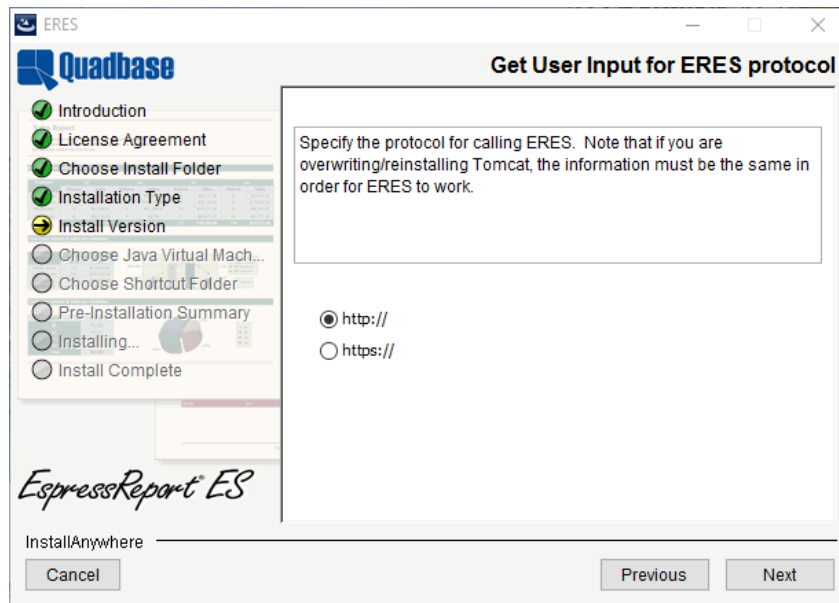 ERES
Quadbase
Get User Input for ERES protocol
Introduction
License Agreement
Choose Install Folder
Installation Type
Install Version
Choose Java Virtual Mach...
Choose Shortcut Folder
Pre-Installation Summary
Installing...
Install Complete
Specify the protocol for calling ERES. Note that if you are
overwriting/reinstalling Tomcat, the information must be the same in
order for ERES to work.
http://
https://
EspressReport® ES
InstallAnywhere
Cancel
Previous
Next